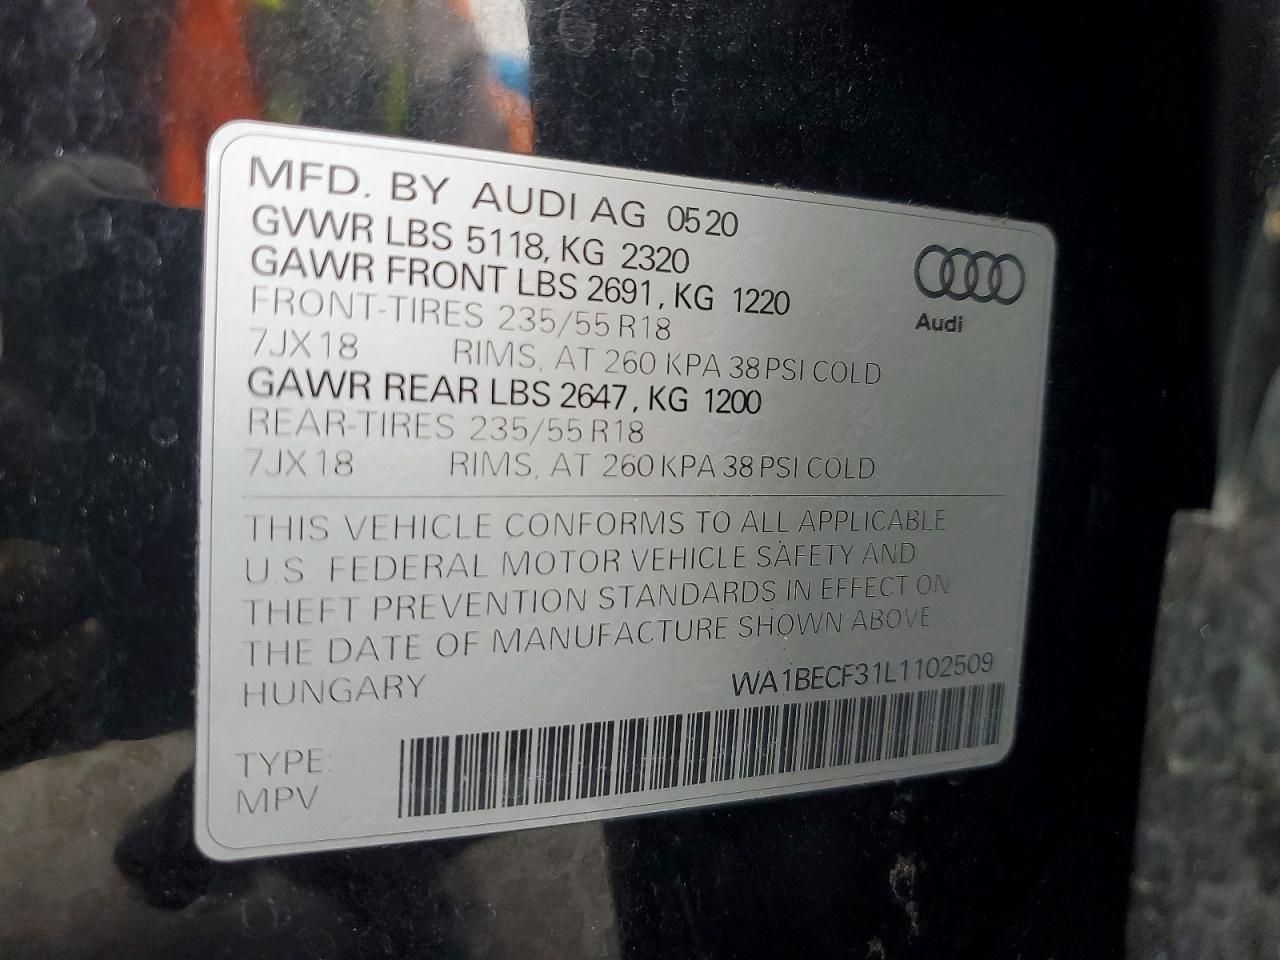 MFD. BY AUDI AG 0520
GVWR LBS 5118, KG 2320
GAWR FRONT LBS 2691, KG 1220
FRONT-TIRES 235/55 R18
7JX18 RIMS, AT 260 KPA 38 PSI COLD
GAWR REAR LBS 2647, KG 1200
REAR-TIRES 235/55 R18
7JX18 RIMS, AT 260 KPA 38 PSI COLD
Audi
THIS VEHICLE CONFORMS TO ALL APPLICABLE
U.S. FEDERAL MOTOR VEHICLE SAFETY AND
THEFT PREVENTION STANDARDS IN EFFECT ON
THE DATE OF MANUFACTURE SHOWN ABOVE
HUNGARY WA1BECF31L1102509
TYPE:
MPV